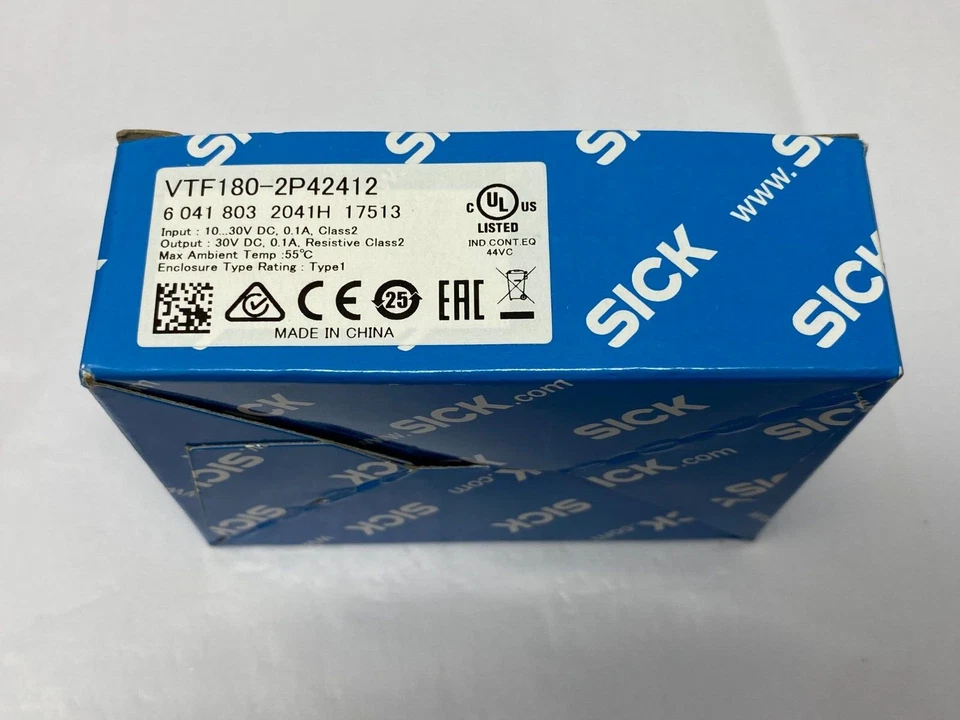 SICK
SICK
SICK
www.
VTF180-2P42412
6 041 803 2041H 17513
Input : 10...30V DC, 0.1A, Class2
Output : 30V DC, 0.1A, Resistive Class2
Max Ambient Temp :55℃
Enclosure Type Rating : Type1
C UL US
LISTED
IND.CONT.EQ
44VC
CE 25 EAC
MADE IN CHINA
www.SICK.com
SICK
SICK.com
SICK
SICK